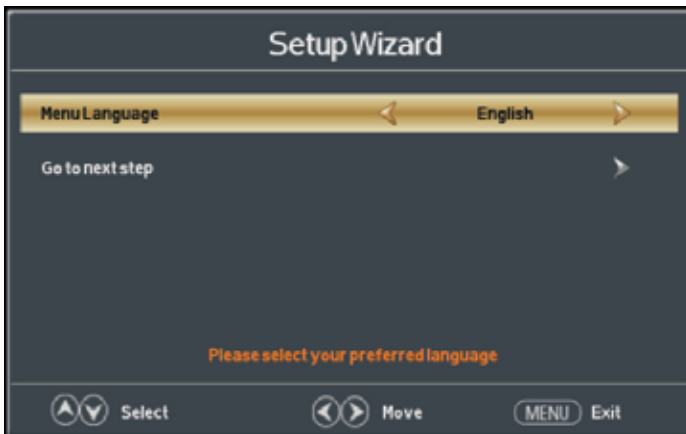 Setup Wizard
Menu Language English
Go to next step
Please select your preferred language
Select Move MENU Exit